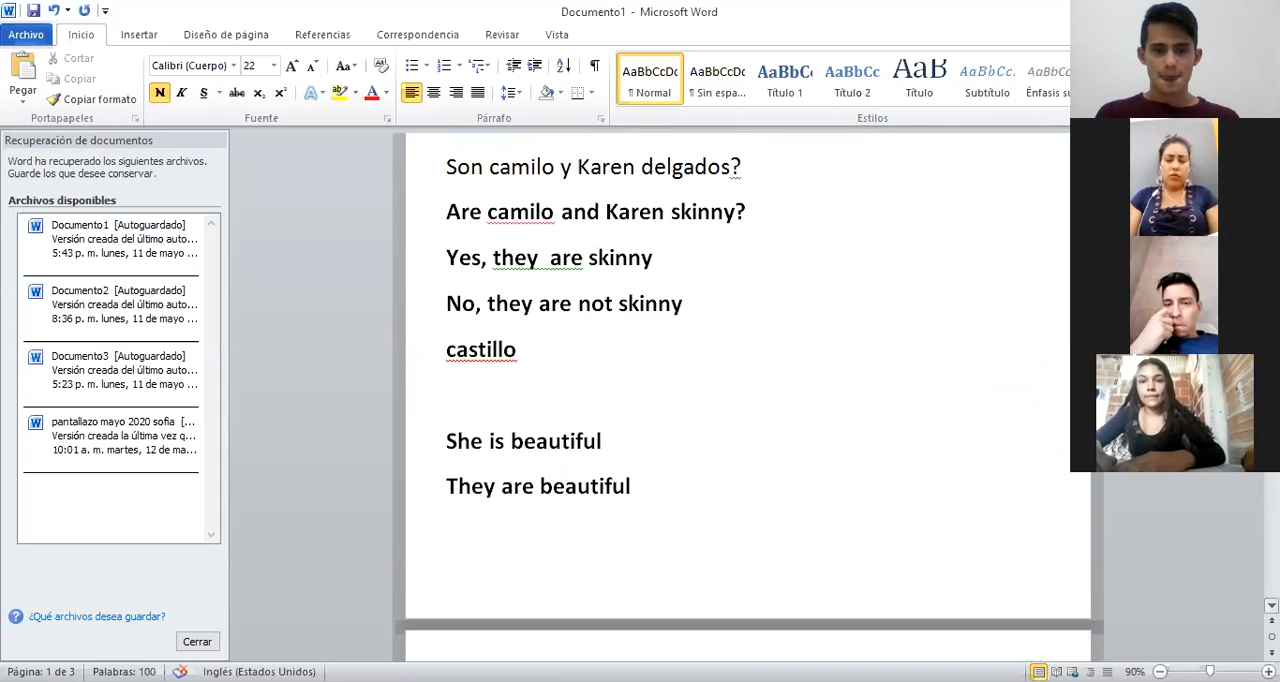 Documento1 - Microsoft Word
Archivo Inicio Insertar Diseño de página Referencias Correspondencia Revisar Vista
Pegar
Cortar
Copiar
Copiar formato
Portapapeles
Calibri (Cuerpo) 22
Fuente
Párrafo
AaBbCcDc AaBbCcDc AaBbC AaBbCc AaB AaBbCc. AaBbCcDc
Normal Sin espa... Título 1 Título 2 Título Subtítulo Énfasis su
Estilos
Recuperación de documentos
Word ha recuperado los siguientes archivos.
Guarde los que desee conservar.
Archivos disponibles
Documento1 [Autoguardado]
Versión creada del último auto...
5:43 p. m. lunes, 11 de mayo ...
Documento2 [Autoguardado]
Versión creada del último auto...
8:36 p. m. lunes, 11 de mayo ...
Documento3 [Autoguardado]
Versión creada del último auto...
5:23 p. m. lunes, 11 de mayo ...
pantallazo mayo 2020 sofia [...
Versión creada la última vez q...
10:01 a. m. martes, 12 de ma...
¿Qué archivos desea guardar?
Cerrar
Son camilo y Karen delgados?
Are camilo and Karen skinny?
Yes, they  are skinny
No, they are not skinny
castillo
She is beautiful
They are beautiful
Página: 1 de 3 Palabras: 100 Inglés (Estados Unidos) 90%